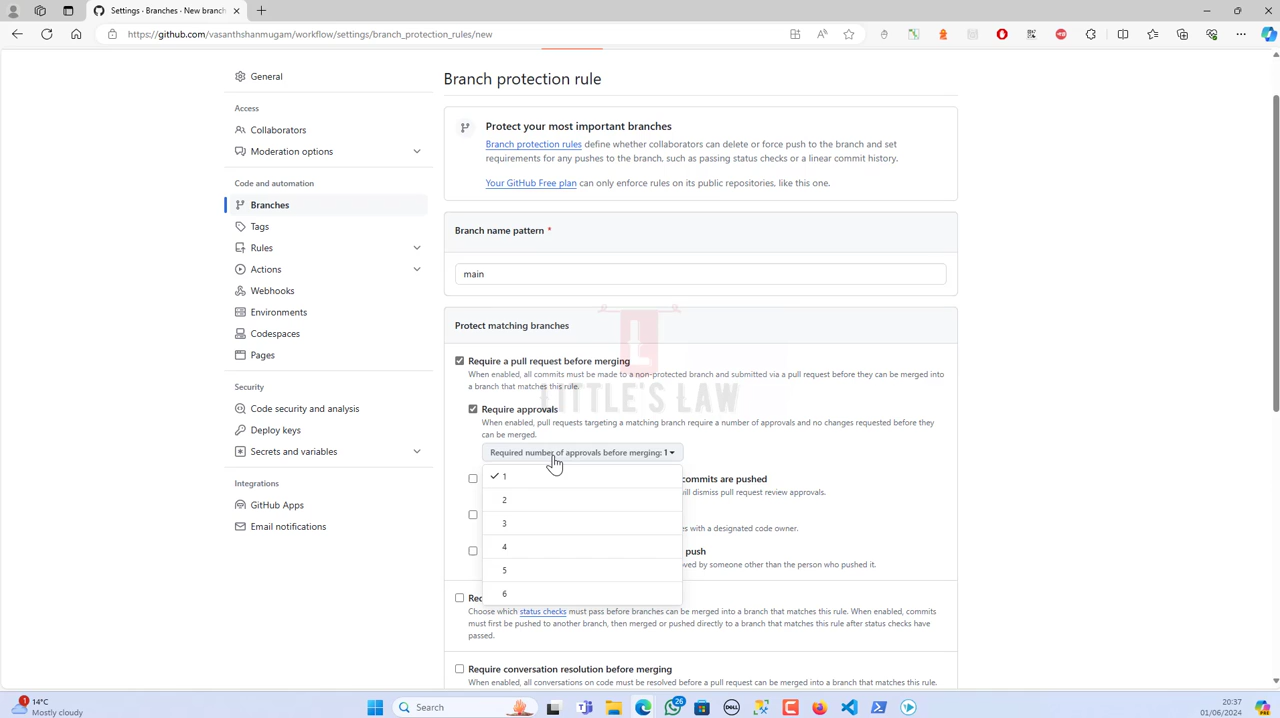 Settings - Branches - New branch
https://github.com/vasanthshanmugam/workflow/settings/branch_protection_rules/new
General
Access
Collaborators
Moderation options
Code and automation
Branches
Tags
Rules
Actions
Webhooks
Environments
Codespaces
Pages
Security
Code security and analysis
Deploy keys
Secrets and variables
Integrations
GitHub Apps
Email notifications
Branch protection rule
Protect your most important branches
Branch protection rules define whether collaborators can delete or force push to the branch and set
requirements for any pushes to the branch, such as passing status checks or a linear commit history.
Your GitHub Free plan can only enforce rules on its public repositories, like this one.
Branch name pattern *
main
Protect matching branches
Require a pull request before merging
When enabled, all commits must be made to a non-protected branch and submitted via a pull request before they can be merged into
a branch that matches this rule.
LITTLE'S LAW
Require approvals
When enabled, pull requests targeting a matching branch require a number of approvals and no changes requested before they
can be merged.
Required number of approvals before merging: 1
1
2
3
4
5
6
commits are pushed
will dismiss pull request review approvals.
es with a designated code owner.
push
oved by someone other than the person who pushed it.
Choose which status checks must pass before branches can be merged into a branch that matches this rule. When enabled, commits
must first be pushed to another branch, then merged or pushed directly to a branch that matches this rule after status checks have
passed.
Require conversation resolution before merging
When enabled, all conversations on code must be resolved before a pull request can be merged into a branch that matches this rule.
1
14°C
Mostly cloudy
Search
26
DELL
20:37
01/06/2024